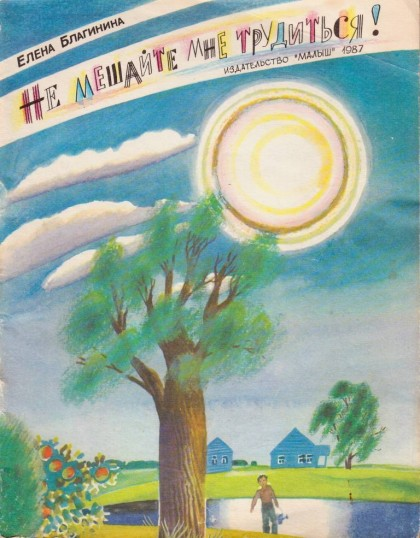 Елена Благинина
Не мешайте мне трудиться!
Издательство "Малыш" 1987